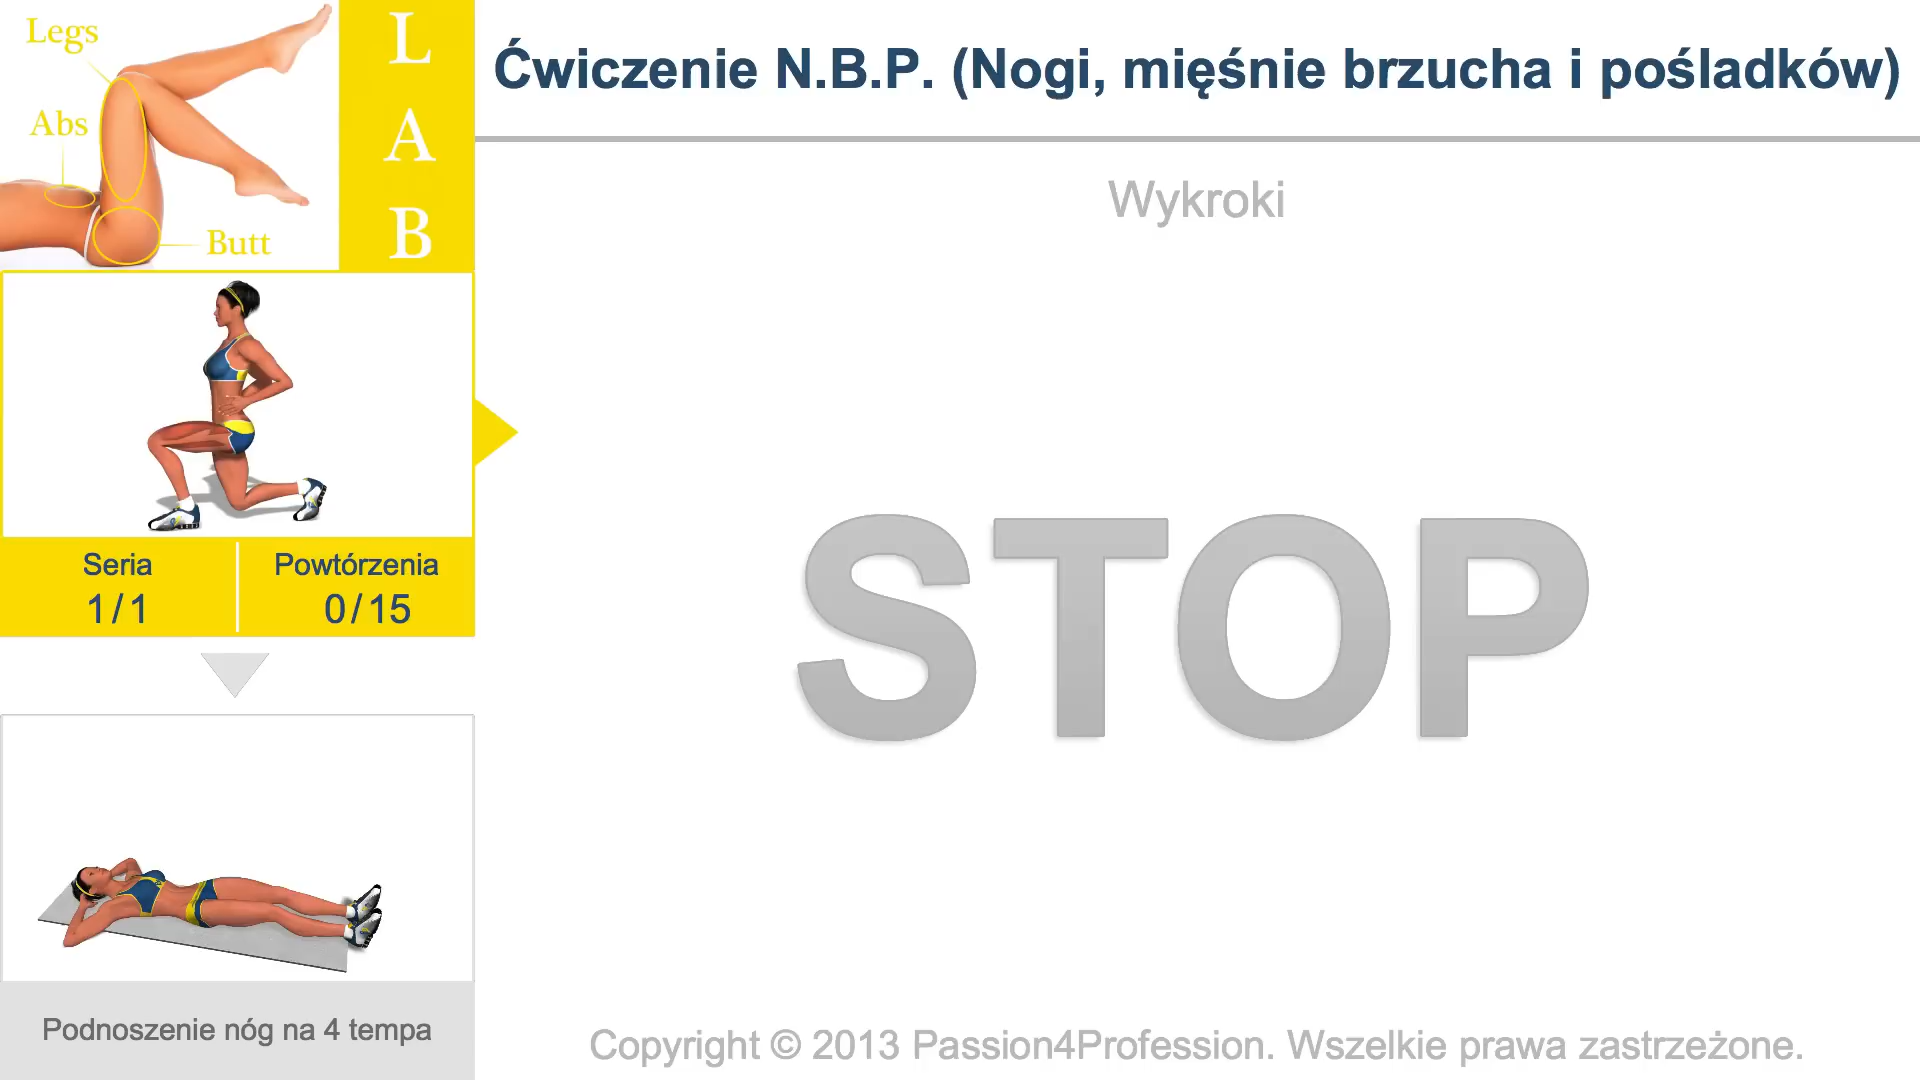 Legs
Abs
Butt
L
A
B
Ćwiczenie N.B.P. (Nogi, mięśnie brzucha i pośladków)
Wykroki
Seria
1/1
Powtórzenia
0/15
STOP
Podnoszenie nóg na 4 tempa
Copyright © 2013 Passion4Profession. Wszelkie prawa zastrzeżone.